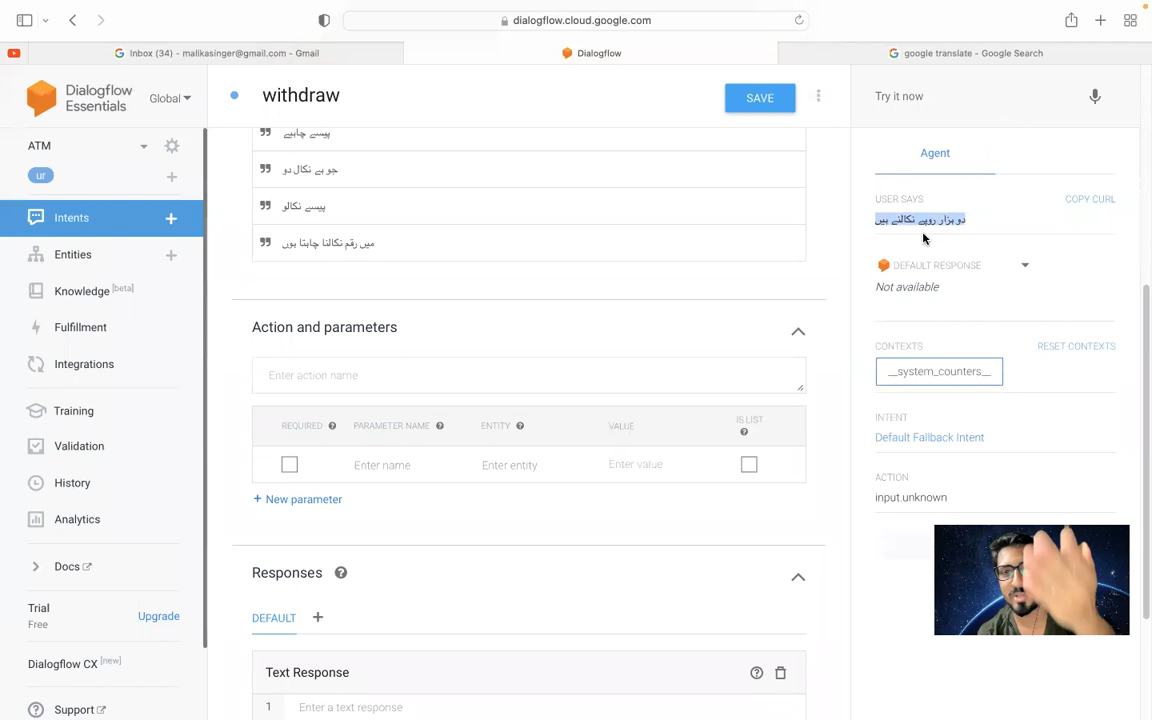 dialogflow.cloud.google.com
Inbox (34) - malikasinger@gmail.com - Gmail
Dialogflow
google translate - Google Search
Dialogflow
Essentials
Global
withdraw
SAVE
Try it now
ATM
ur
Intents
Entities
Knowledge [beta]
Fulfillment
Integrations
Training
Validation
History
Analytics
Docs
Trial
Free
Upgrade
Dialogflow CX [new]
Support
پیسے چاہیے
جو ہے نکال دو
پیسے نکالو
میں رقم نکالنا چاہتا ہوں
Action and parameters
Enter action name
REQUIRED PARAMETER NAME ENTITY VALUE IS LIST
Enter name Enter entity Enter value
+ New parameter
Responses
DEFAULT
Text Response
1 Enter a text response
Agent
USER SAYS COPY CURL
دو ہزار روپے نکالنے ہیں
DEFAULT RESPONSE
Not available
CONTEXTS RESET CONTEXTS
__system_counters__
INTENT
Default Fallback Intent
ACTION
input.unknown